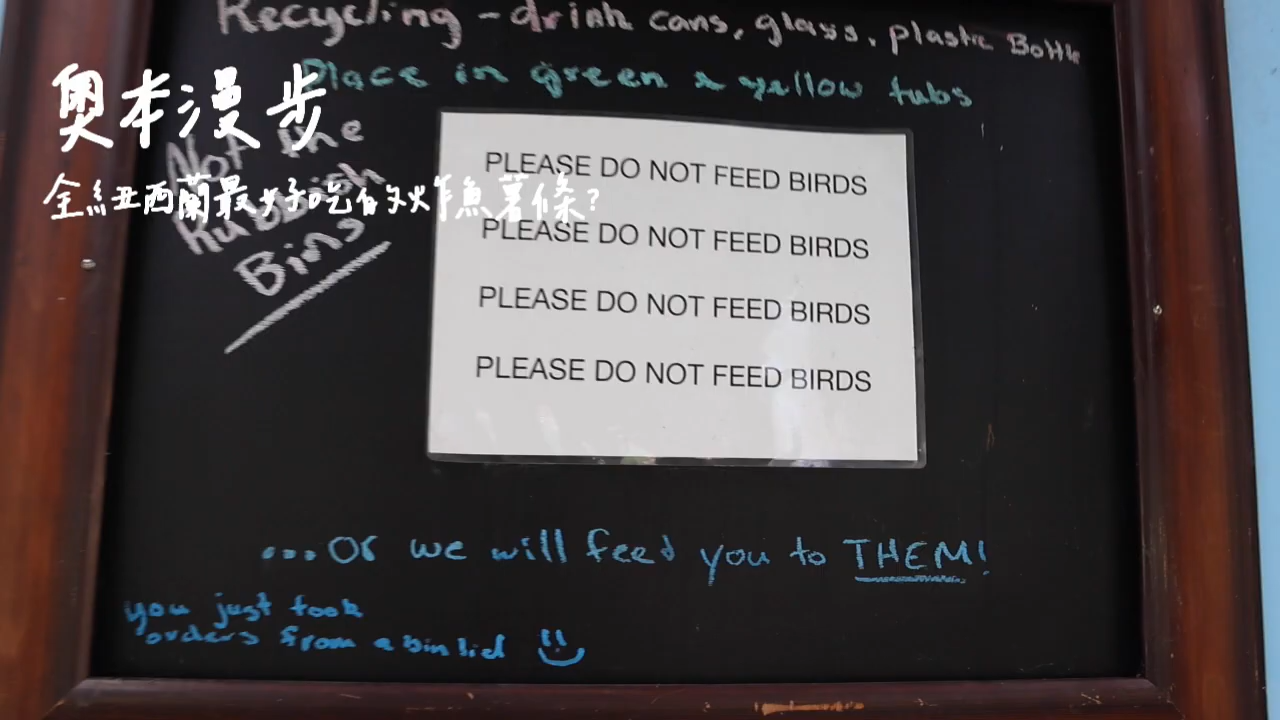 Recycling - drink cans, glass, plastic Bottle
Place in green & yellow tubs
奧本漫步
Not the
Rubbish
Bins
全紐西蘭最好吃的炸魚薯條?
PLEASE DO NOT FEED BIRDS
PLEASE DO NOT FEED BIRDS
PLEASE DO NOT FEED BIRDS
PLEASE DO NOT FEED BIRDS
...Or we will feed you to THEM!
you just took
orders from a bin lid